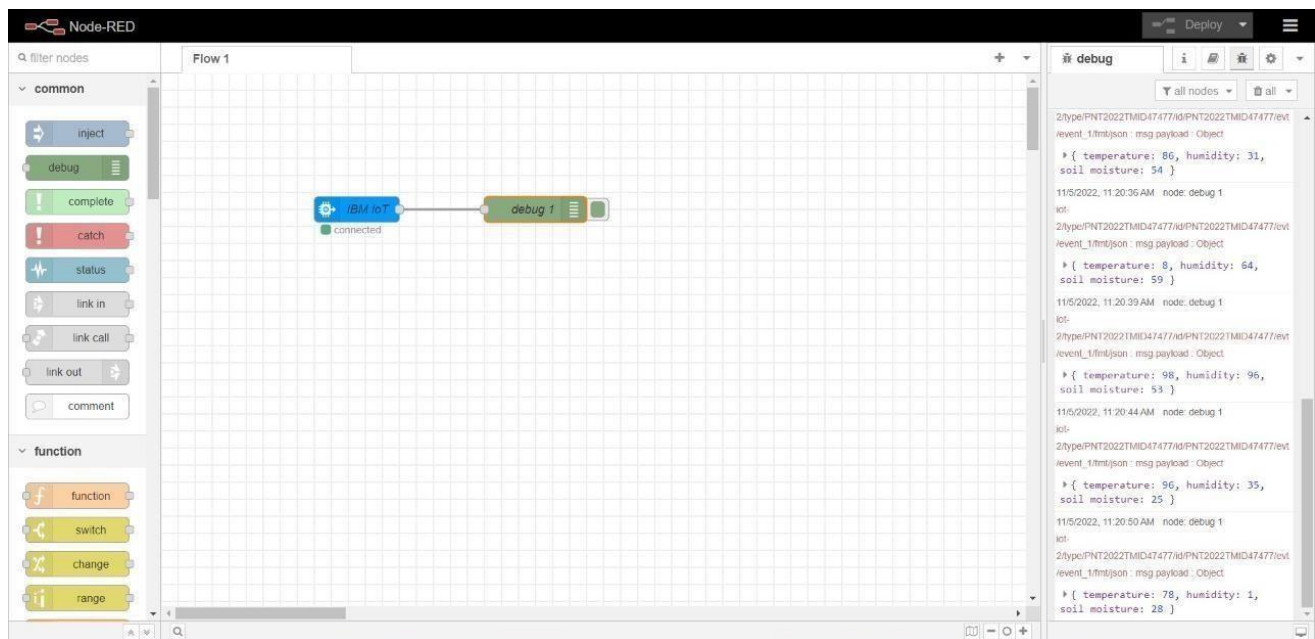 Node-RED
Deploy
filter nodes
Flow 1
debug
i
common
all nodes
all
inject
debug
complete
catch
status
link in
link call
link out
comment
function
function
switch
change
range
IBM IoT
connected
debug 1
2/type/PNT2022TMID47477/id/PNT2022TMID47477/evt
/event_1/fmt/json : msg.payload : Object
{ temperature: 86, humidity: 31,
soil moisture: 54 }
11/5/2022, 11:20:36 AM node: debug 1
iot-
2/type/PNT2022TMID47477/id/PNT2022TMID47477/evt
/event_1/fmt/json : msg.payload : Object
{ temperature: 8, humidity: 64,
soil moisture: 59 }
11/5/2022, 11:20:39 AM node: debug 1
iot-
2/type/PNT2022TMID47477/id/PNT2022TMID47477/evt
/event_1/fmt/json : msg.payload : Object
{ temperature: 98, humidity: 96,
soil moisture: 53 }
11/5/2022, 11:20:44 AM node: debug 1
iot-
2/type/PNT2022TMID47477/id/PNT2022TMID47477/evt
/event_1/fmt/json : msg.payload : Object
{ temperature: 96, humidity: 35,
soil moisture: 25 }
11/5/2022, 11:20:50 AM node: debug 1
iot-
2/type/PNT2022TMID47477/id/PNT2022TMID47477/evt
/event_1/fmt/json : msg.payload : Object
{ temperature: 78, humidity: 1,
soil moisture: 28 }